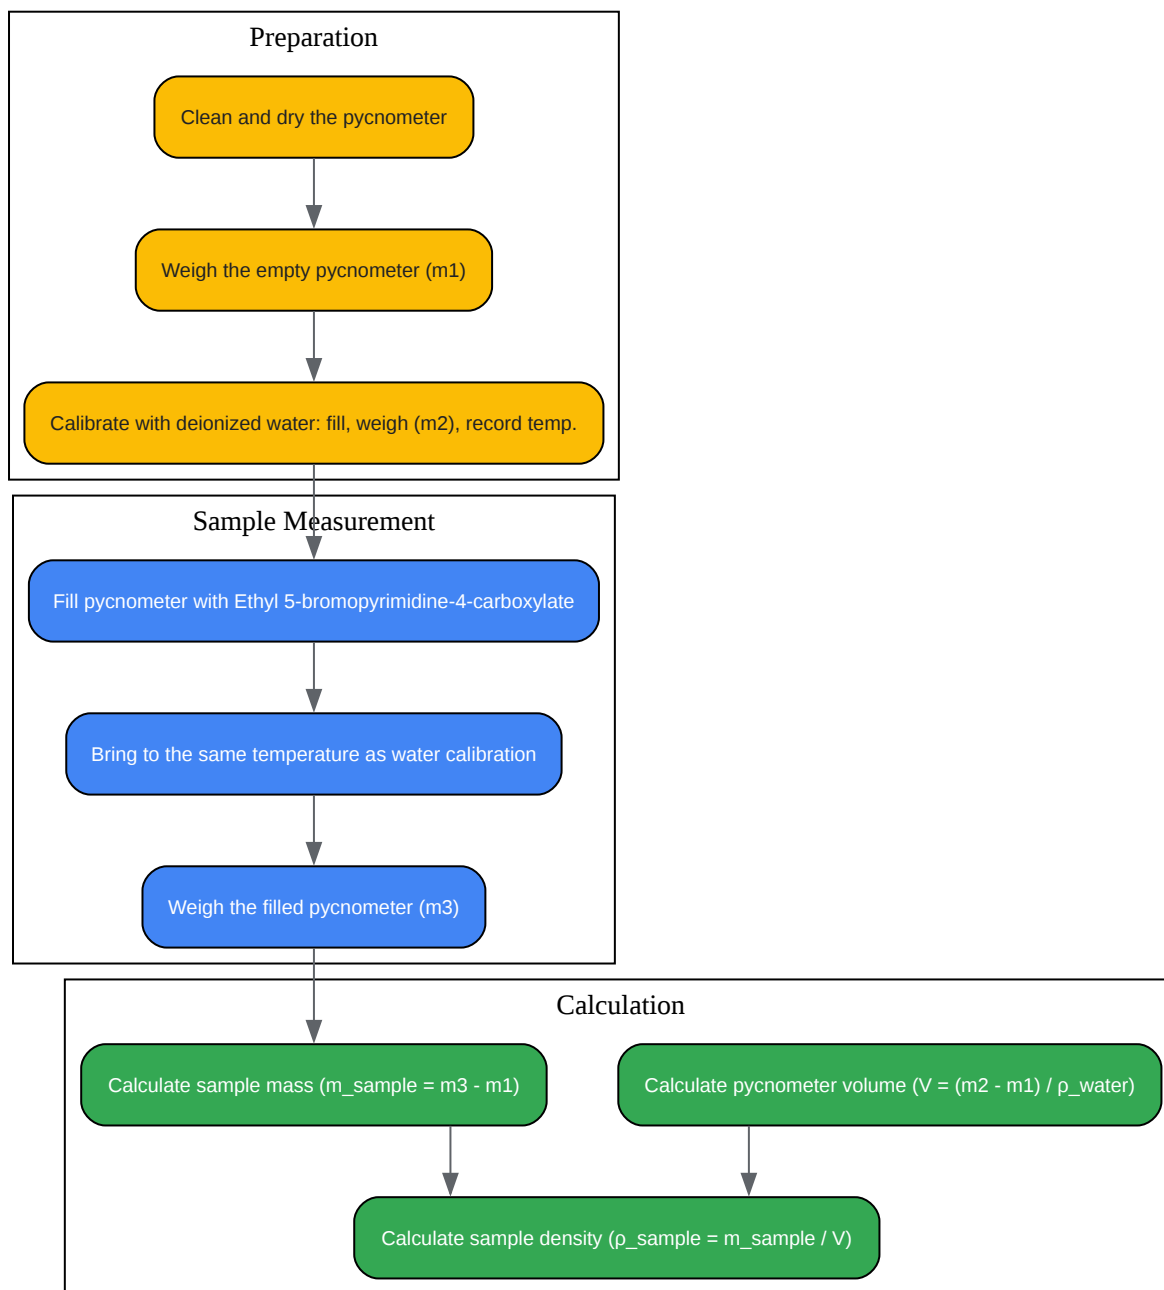 Preparation
Clean and dry the pycnometer
Weigh the empty pycnometer (m1)
Calibrate with deionized water: fill, weigh (m2), record temp.
Sample Measurement
Fill pycnometer with Ethyl 5-bromopyrimidine-4-carboxylate
Bring to the same temperature as water calibration
Weigh the filled pycnometer (m3)
Calculation
Calculate sample mass (m_sample = m3 - m1)
Calculate pycnometer volume (V = (m2 - m1) / ρ_water)
Calculate sample density (ρ_sample = m_sample / V)